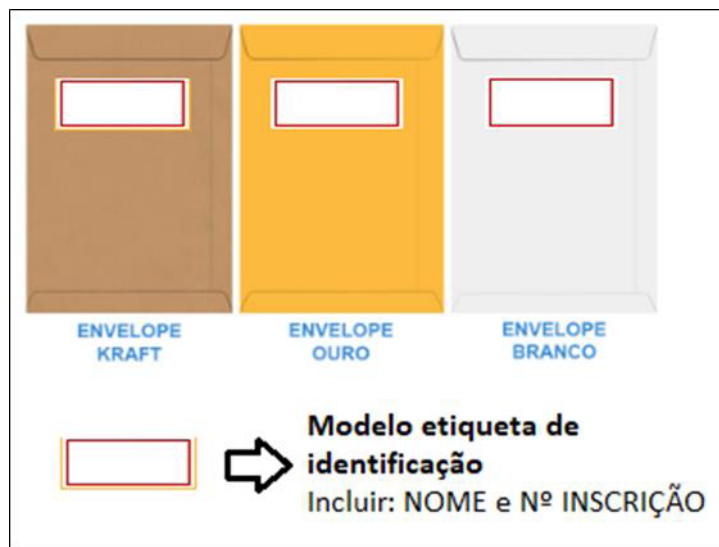 ENVELOPE
KRAFT
ENVELOPE
OURO
ENVELOPE
BRANCO
Modelo etiqueta de
identificação
Incluir: NOME e Nº INSCRIÇÃO